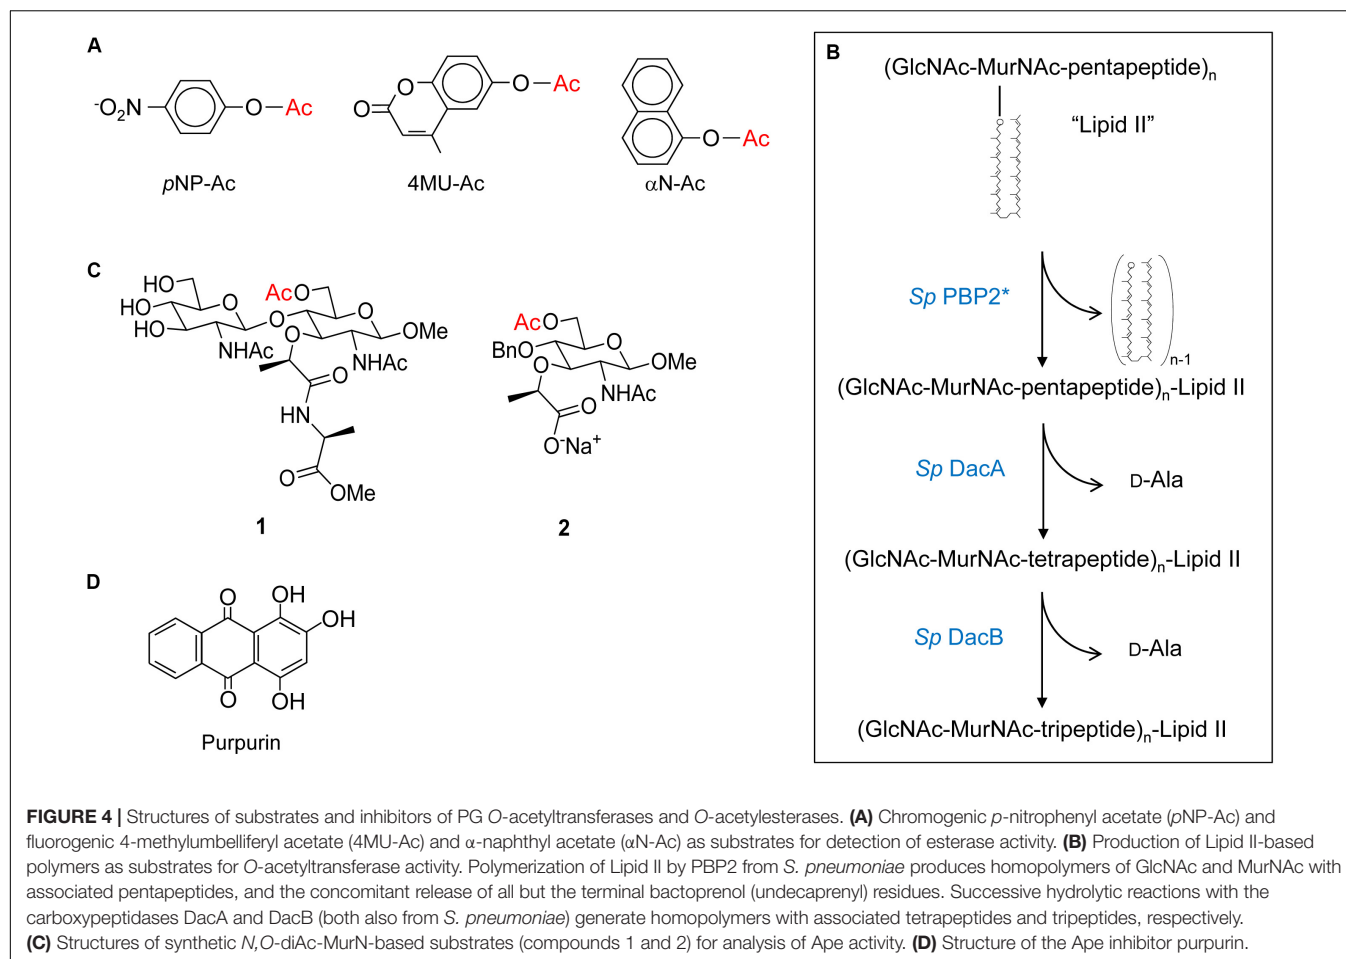 A
⁻O₂N
O
Ac
pNP-Ac
O
O
O
Ac
4MU-Ac
O
Ac
αN-Ac
B
(GlcNAc-MurNAc-pentapeptide)n
O
"Lipid II"
Sp PBP2*
O
n-1
(GlcNAc-MurNAc-pentapeptide)n-Lipid II
Sp DacA
D-Ala
(GlcNAc-MurNAc-tetrapeptide)n-Lipid II
Sp DacB
D-Ala
(GlcNAc-MurNAc-tripeptide)n-Lipid II
C
HO
HO
HO
O
NHAc
O
AcO
O
OMe
O
NHAc
O
HN
O
OMe
1
AcO
BnO
O
OMe
O
NHAc
O
O⁻Na⁺
2
D
O
OH
OH
O
OH
Purpurin
FIGURE 4 | Structures of substrates and inhibitors of PG O-acetyltransferases and O-acetylesterases. (A) Chromogenic p-nitrophenyl acetate (pNP-Ac) and
fluorogenic 4-methylumbelliferyl acetate (4MU-Ac) and α-naphthyl acetate (αN-Ac) as substrates for detection of esterase activity. (B) Production of Lipid II-based
polymers as substrates for O-acetyltransferase activity. Polymerization of Lipid II by PBP2 from S. pneumoniae produces homopolymers of GlcNAc and MurNAc with
associated pentapeptides, and the concomitant release of all but the terminal bactoprenol (undecaprenyl) residues. Successive hydrolytic reactions with the
carboxypeptidases DacA and DacB (both also from S. pneumoniae) generate homopolymers with associated tetrapeptides and tripeptides, respectively.
(C) Structures of synthetic N,O-diAc-MurN-based substrates (compounds 1 and 2) for analysis of Ape activity. (D) Structure of the Ape inhibitor purpurin.